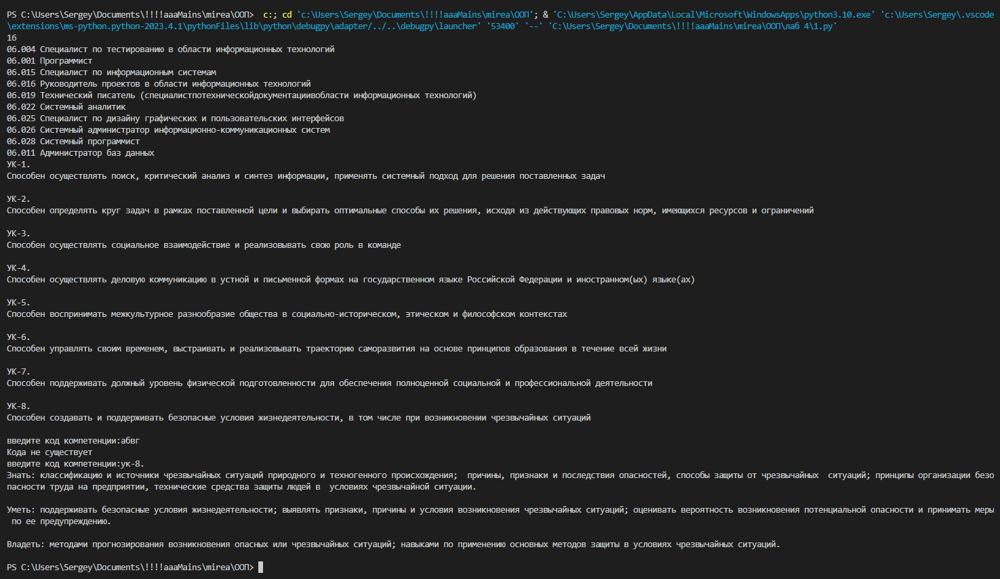 PS C:\Users\Sergey\Documents\!!!!aaaMains\mirea\ООП>  c:; cd 'c:\Users\Sergey\Documents\!!!!aaaMains\mirea\ООП'; & 'C:\Users\Sergey\AppData\Local\Microsoft\WindowsApps\python3.10.exe' 'c:\Users\Sergey\.vscode
\extensions\ms-python.python-2023.4.1\pythonFiles\lib\python\debugpy\adapter/../..\debugpy\launcher' '53400' '--' 'C:\Users\Sergey\Documents\!!!!aaaMains\mirea\ООП\лаб 4\1.py'
16
06.004 Специалист по тестированию в области информационных технологий
06.001 Программист
06.015 Специалист по информационным системам
06.016 Руководитель проектов в области информационных технологий
06.019 Технический писатель (специалистпотехническойдокументациивобласти информационных технологий)
06.022 Системный аналитик
06.025 Специалист по дизайну графических и пользовательских интерфейсов
06.026 Системный администратор информационно-коммуникационных систем
06.028 Системный программист
06.011 Администратор баз данных
УК-1.
Способен осуществлять поиск, критический анализ и синтез информации, применять системный подход для решения поставленных задач
УК-2.
Способен определять круг задач в рамках поставленной цели и выбирать оптимальные способы их решения, исходя из действующих правовых норм, имеющихся ресурсов и ограничений
УК-3.
Способен осуществлять социальное взаимодействие и реализовывать свою роль в команде
УК-4.
Способен осуществлять деловую коммуникацию в устной и письменной формах на государственном языке Российской Федерации и иностранном(ых) языке(ах)
УК-5.
Способен воспринимать межкультурное разнообразие общества в социально-историческом, этическом и философском контекстах
УК-6.
Способен управлять своим временем, выстраивать и реализовывать траекторию саморазвития на основе принципов образования в течение всей жизни
УК-7.
Способен поддерживать должный уровень физической подготовленности для обеспечения полноценной социальной и профессиональной деятельности
УК-8.
Способен создавать и поддерживать безопасные условия жизнедеятельности, в том числе при возникновении чрезвычайных ситуаций
введите код компетенции:абвг
Кода не существует
введите код компетенции:ук-8.
Знать: классификацию и источники чрезвычайных ситуаций природного и техногенного происхождения;  причины, признаки и последствия опасностей, способы защиты от чрезвычайных  ситуаций; принципы организации безо
пасности труда на предприятии, технические средства защиты людей в  условиях чрезвычайной ситуации.
Уметь: поддерживать безопасные условия жизнедеятельности; выявлять признаки, причины и условия возникновения чрезвычайных ситуаций; оценивать вероятность возникновения потенциальной опасности и принимать меры
 по ее предупреждению.
Владеть: методами прогнозирования возникновения опасных или чрезвычайных ситуаций; навыками по применению основных методов защиты в условиях чрезвычайных ситуаций.
PS C:\Users\Sergey\Documents\!!!!aaaMains\mirea\ООП>